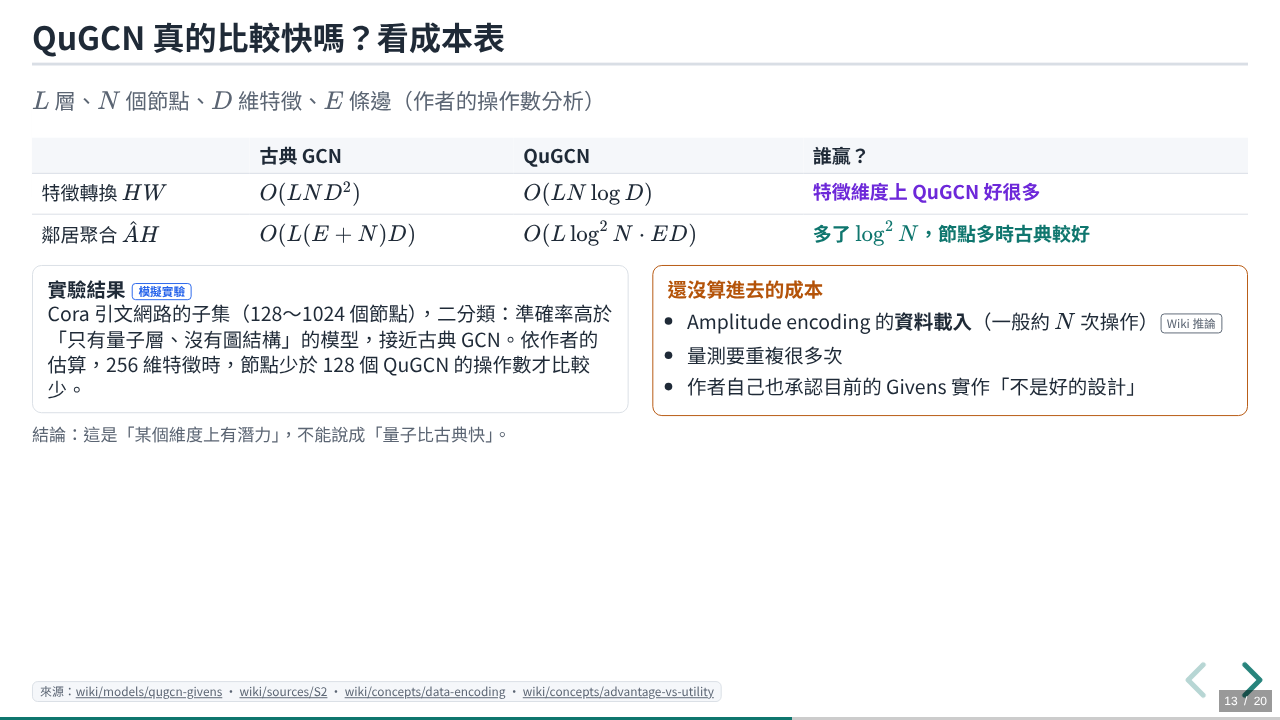 QuGCN 真的比較快嗎？看成本表
L 層、N 個節點、D 維特徵、E 條邊（作者的操作數分析）
古典 GCN QuGCN 誰贏？
特徵轉換 HW O(LND²) O(LN log D) 特徵維度上 QuGCN 好很多
鄰居聚合 ÂH O(L(E + N)D) O(L log² N · ED) 多了 log² N，節點多時古典較好
實驗結果 模擬實驗
Cora 引文網路的子集（128～1024 個節點），二分類：準確率高於
「只有量子層、沒有圖結構」的模型，接近古典 GCN。依作者的
估算，256 維特徵時，節點少於 128 個 QuGCN 的操作數才比較
少。
還沒算進去的成本
• Amplitude encoding 的資料載入（一般約 N 次操作） Wiki 推論
• 量測要重複很多次
• 作者自己也承認目前的 Givens 實作「不是好的設計」
結論：這是「某個維度上有潛力」，不能說成「量子比古典快」。
來源：wiki/models/qugcn-givens · wiki/sources/S2 · wiki/concepts/data-encoding · wiki/concepts/advantage-vs-utility
13 / 20